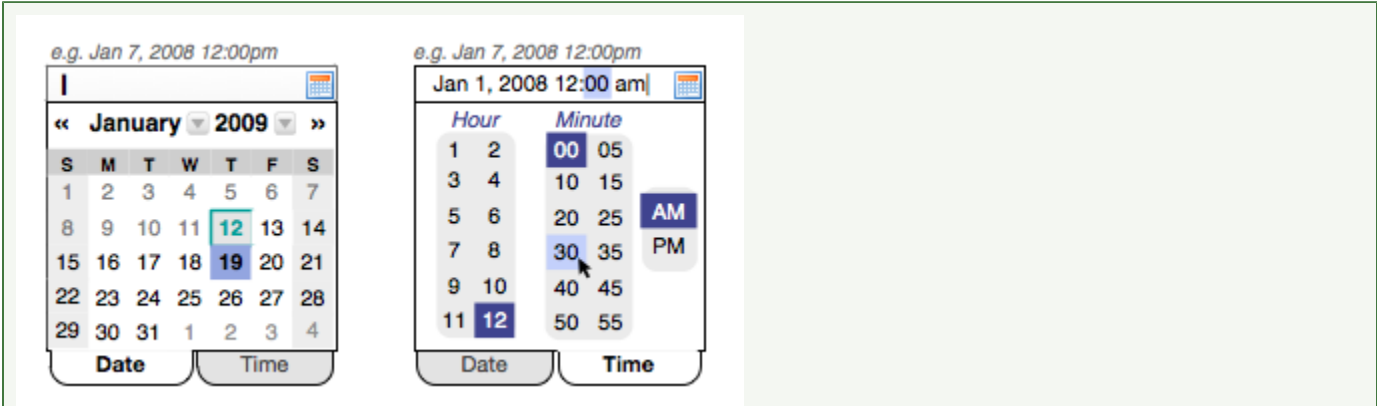 e.g. Jan 7, 2008 12:00pm
« January 2009 »
S M T W T F S
1 2 3 4 5 6 7
8 9 10 11 12 13 14
15 16 17 18 19 20 21
22 23 24 25 26 27 28
29 30 31 1 2 3 4
Date Time
e.g. Jan 7, 2008 12:00pm
Jan 1, 2008 12:00 am
Hour Minute
1 2 00 05
3 4 10 15
AM
5 6 20 25
PM
7 8 30 35
9 10 40 45
11 12 50 55
Date Time